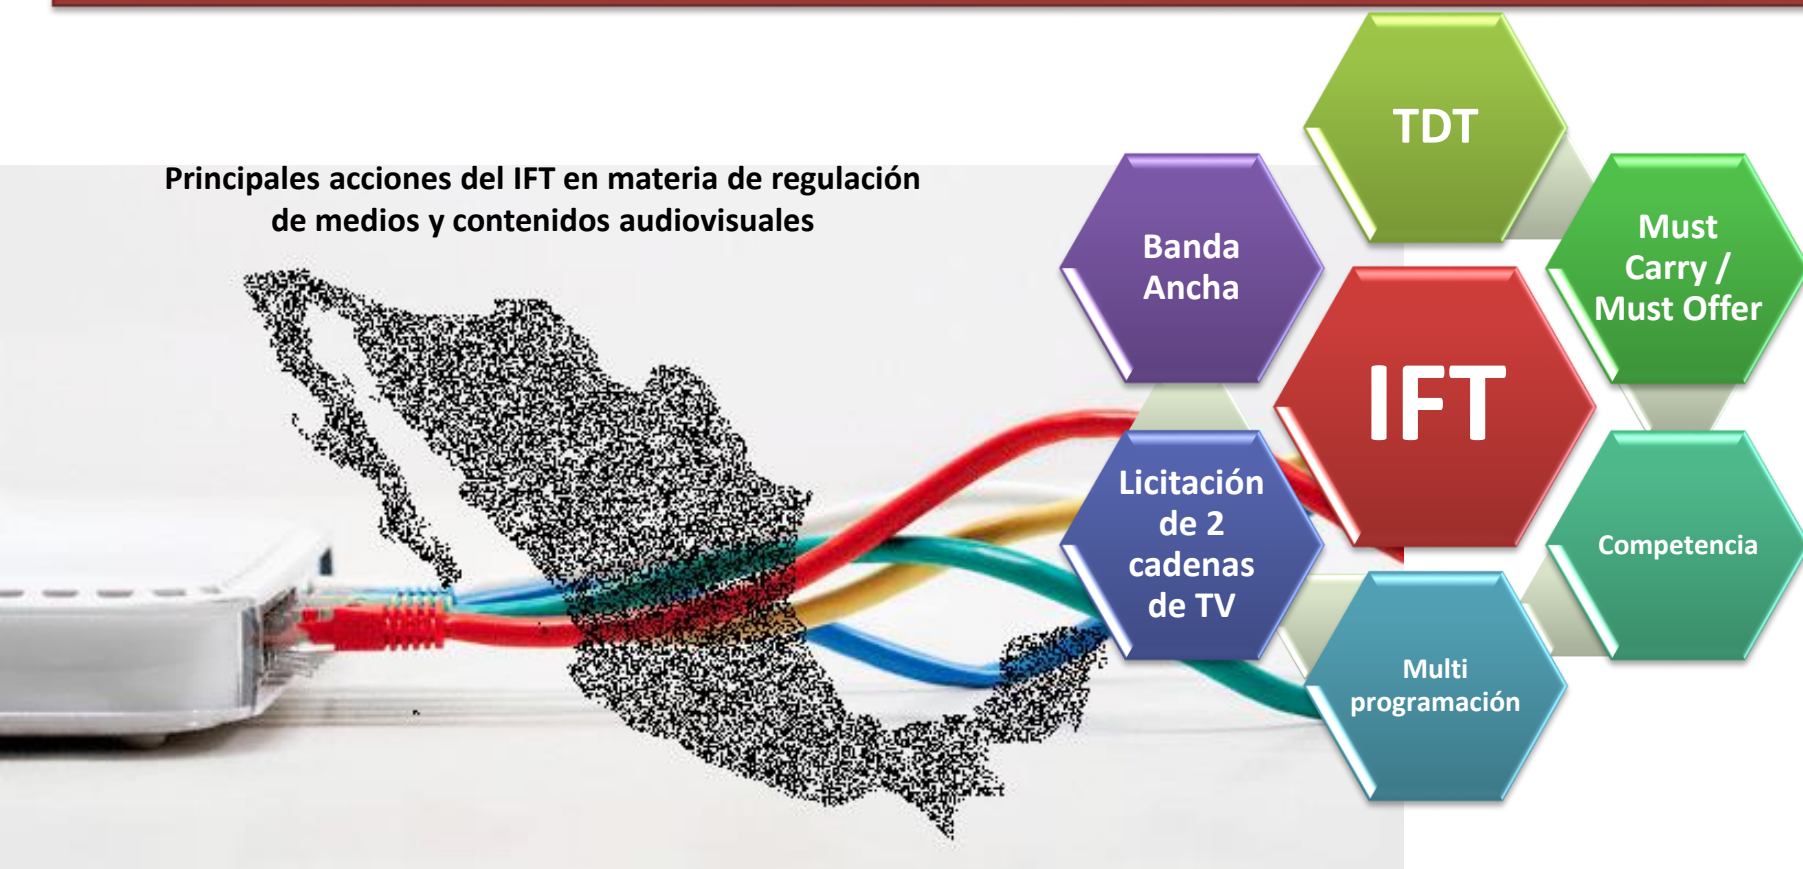 Principales acciones del IFT en materia de regulación
de medios y contenidos audiovisuales
TDT
Must
Carry /
Must Offer
Banda
Ancha
IFT
Licitación
de 2
cadenas
de TV
Competencia
Multi
programación